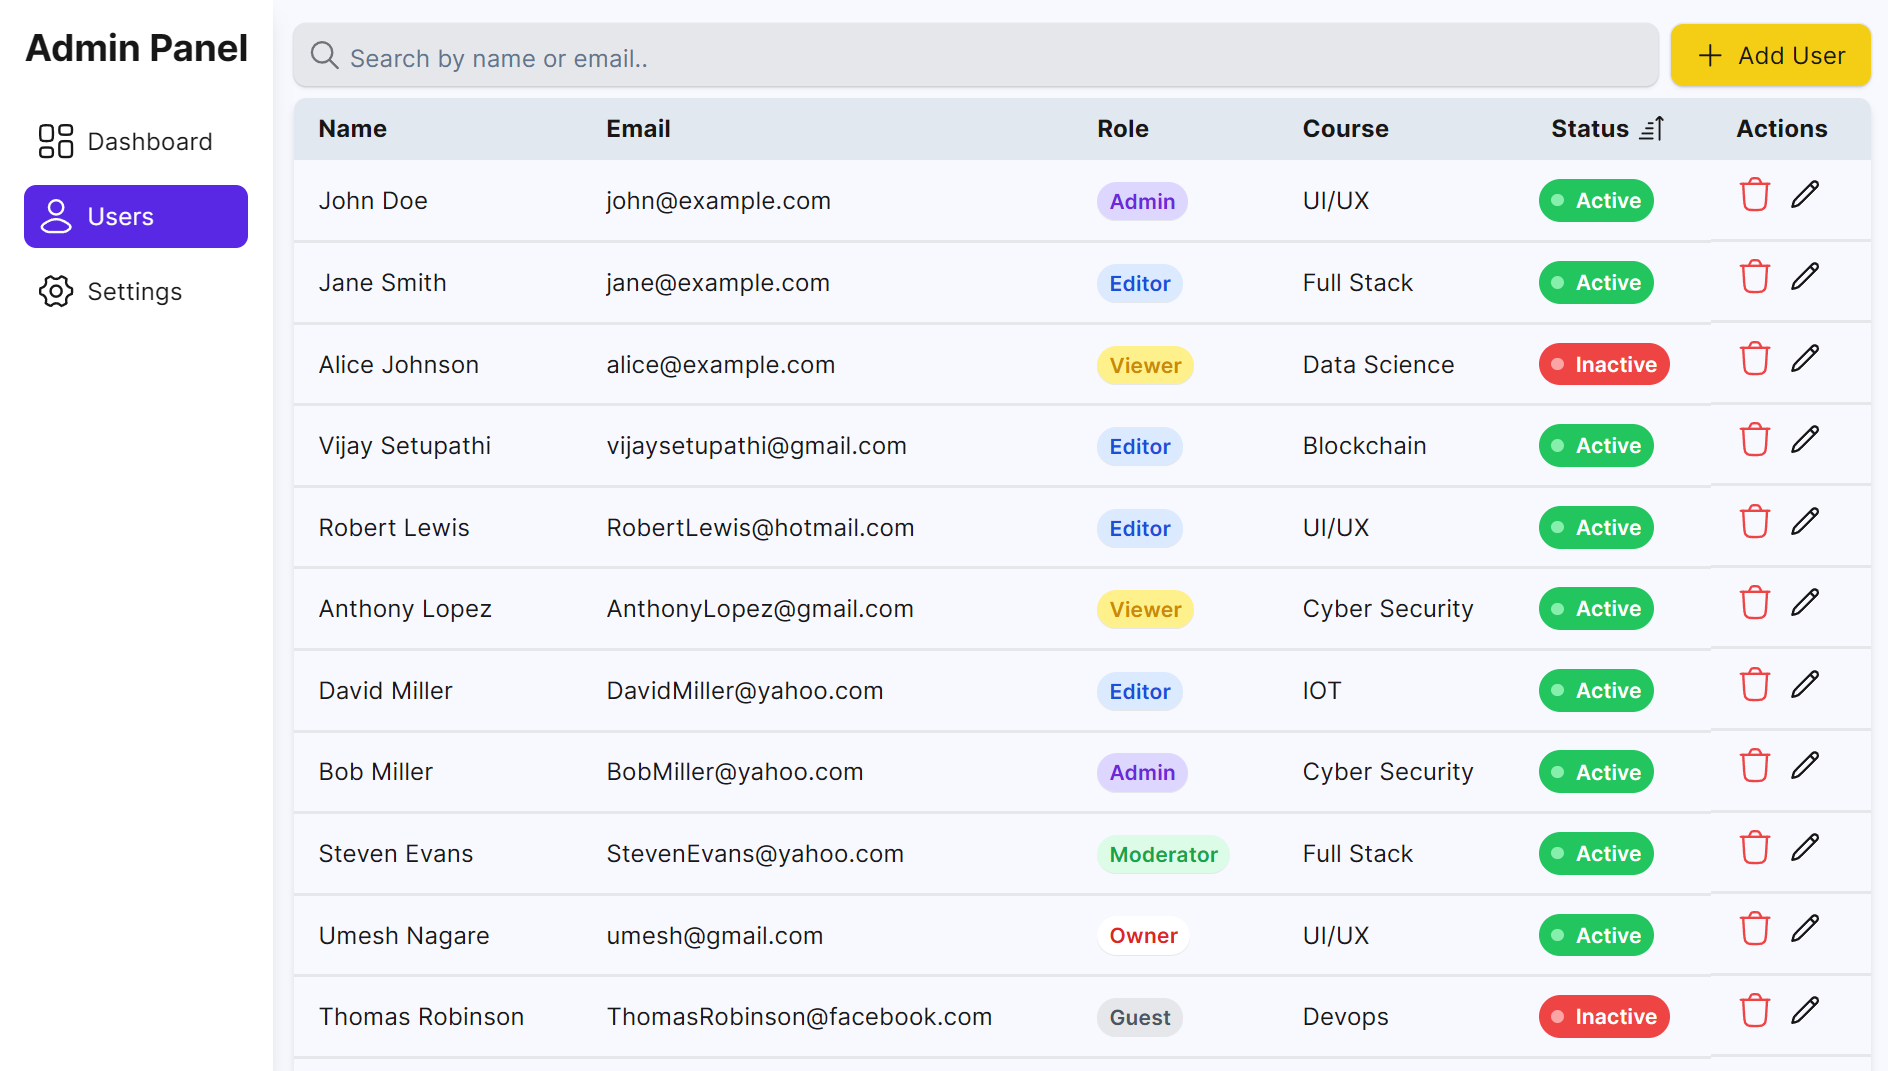 Admin Panel
Dashboard
Users
Settings
Search by name or email..
Add User
Name Email Role Course Status Actions
John Doe john@example.com Admin UI/UX Active
Jane Smith jane@example.com Editor Full Stack Active
Alice Johnson alice@example.com Viewer Data Science Inactive
Vijay Setupathi vijaysetupathi@gmail.com Editor Blockchain Active
Robert Lewis RobertLewis@hotmail.com Editor UI/UX Active
Anthony Lopez AnthonyLopez@gmail.com Viewer Cyber Security Active
David Miller DavidMiller@yahoo.com Editor IOT Active
Bob Miller BobMiller@yahoo.com Admin Cyber Security Active
Steven Evans StevenEvans@yahoo.com Moderator Full Stack Active
Umesh Nagare umesh@gmail.com Owner UI/UX Active
Thomas Robinson ThomasRobinson@facebook.com Guest Devops Inactive